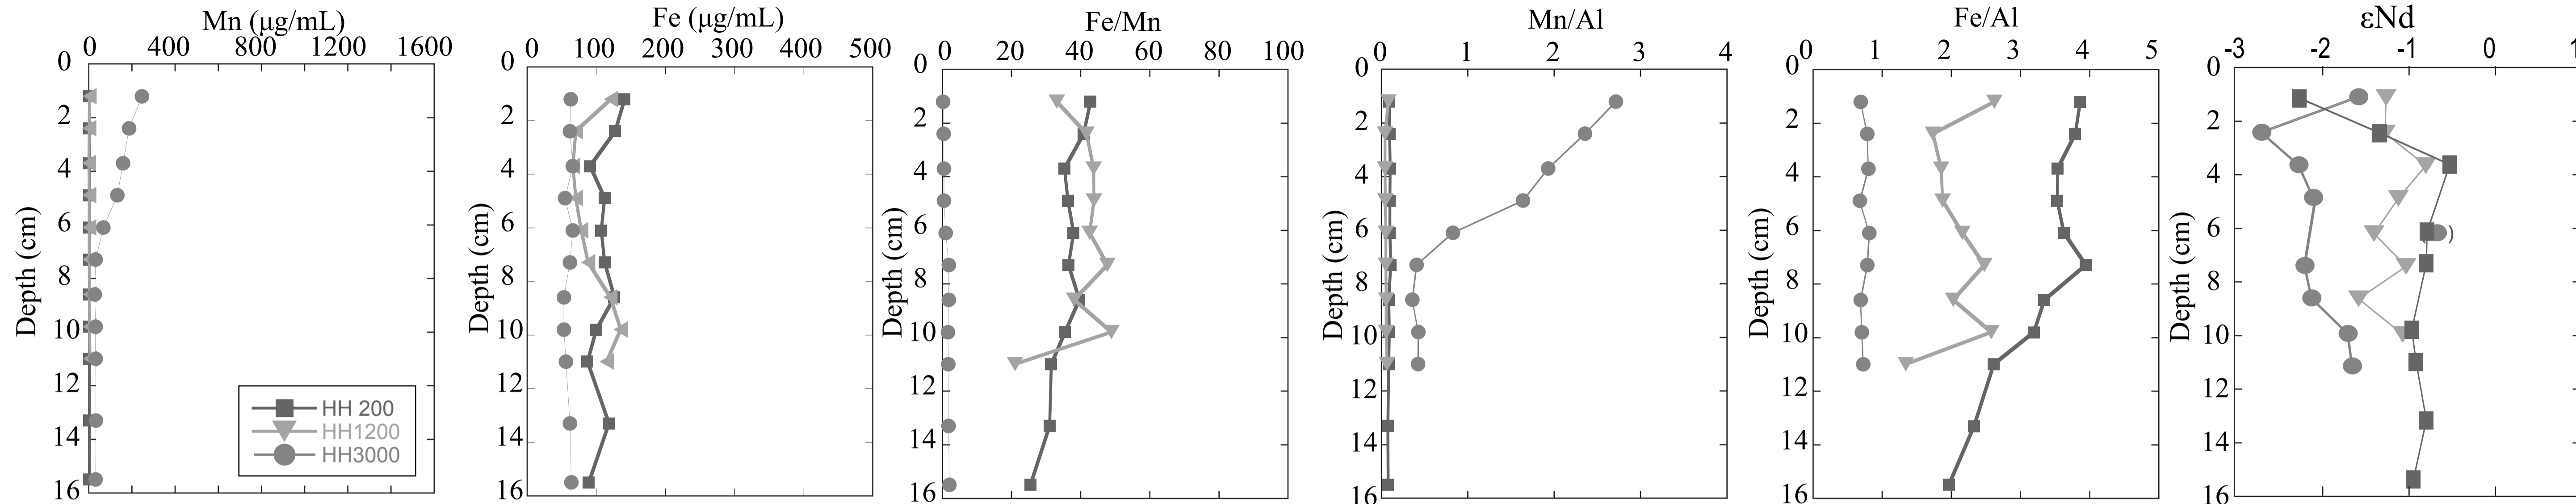 Mn (μg/mL)
0 400 800 1200 1600
Depth (cm)
0
2
4
6
8
10
12
14
16
HH 200
HH1200
HH3000
Fe (μg/mL)
0 100 200 300 400 500
Depth (cm)
0
2
4
6
8
10
12
14
16
Fe/Mn
0 20 40 60 80 100
Depth (cm)
0
2
4
6
8
10
12
14
16
Mn/Al
0 1 2 3 4
Depth (cm)
0
2
4
6
8
10
12
14
16
Fe/Al
0 1 2 3 4 5
Depth (cm)
0
2
4
6
8
10
12
14
16
εNd
-3 -2 -1 0 1
Depth (cm)
0
2
4
6
8
10
12
14
16
( )